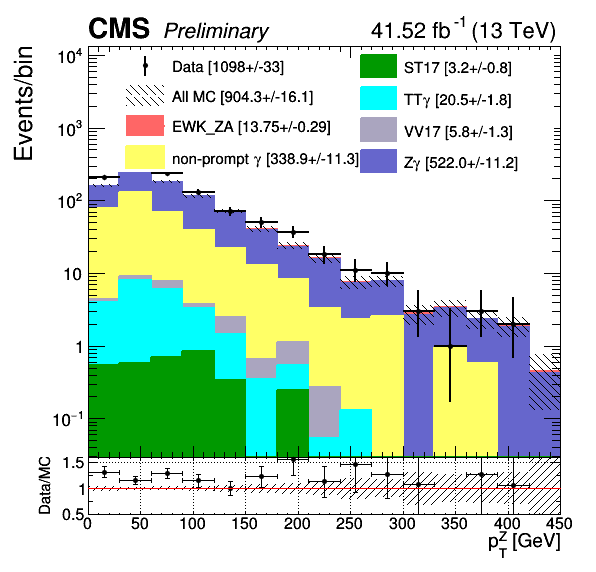 CMS Preliminary 41.52 fb⁻¹ (13 TeV)
Events/bin
Data [1098+/-33]
All MC [904.3+/-16.1]
EWK_ZA [13.75+/-0.29]
non-prompt γ [338.9+/-11.3]
ST17 [3.2+/-0.8]
TTγ [20.5+/-1.8]
VV17 [5.8+/-1.3]
Zγ [522.0+/-11.2]
10⁴
10³
10²
10
1
10⁻¹
Data/MC
1.5
1
0.5
0 50 100 150 200 250 300 350 400 450
p_T^Z [GeV]